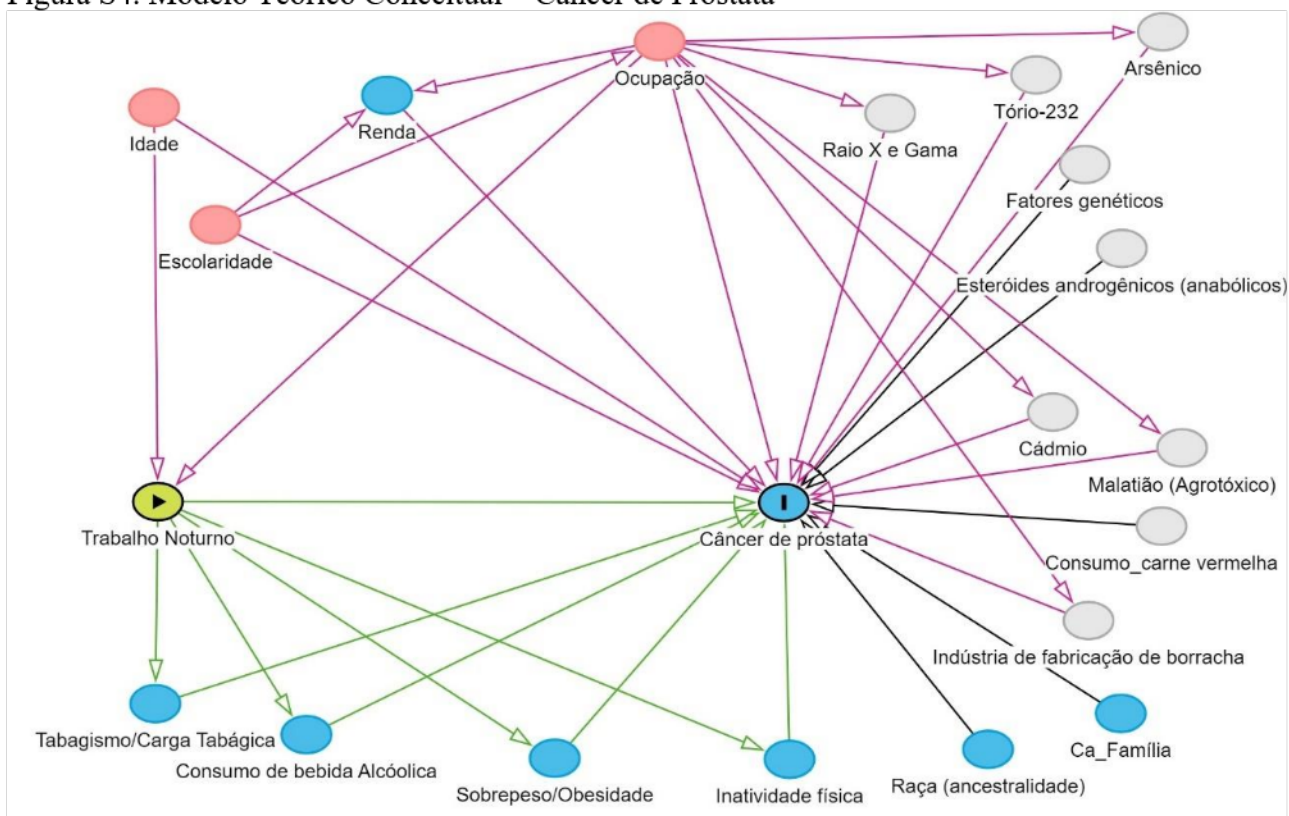 Figura S4. Modelo Teórico Conceitual – Câncer de Próstata
Ocupação
Arsênico
Tório-232
Renda
Idade
Raio X e Gama
Fatores genéticos
Escolaridade
Esteróides androgênicos (anabólicos)
Cádmio
Malatião (Agrotóxico)
Trabalho Noturno
Câncer de próstata
Consumo_carne vermelha
Indústria de fabricação de borracha
Tabagismo/Carga Tabágica
Consumo de bebida Alcóolica
Sobrepeso/Obesidade
Inatividade física
Raça (ancestralidade)
Ca_Família